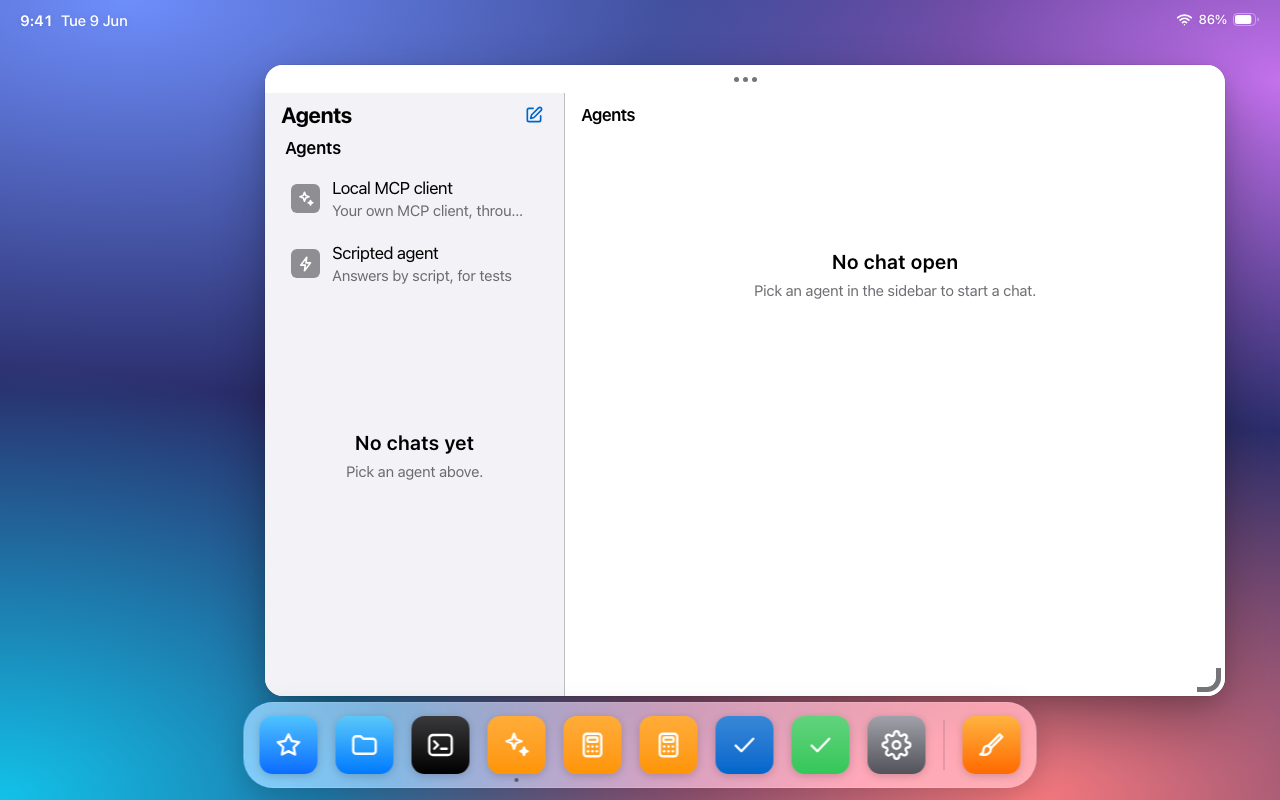 9:41 Tue 9 Jun
86%
Agents
Agents
Local MCP client
Your own MCP client, throu...
Scripted agent
Answers by script, for tests
No chats yet
Pick an agent above.
Agents
No chat open
Pick an agent in the sidebar to start a chat.